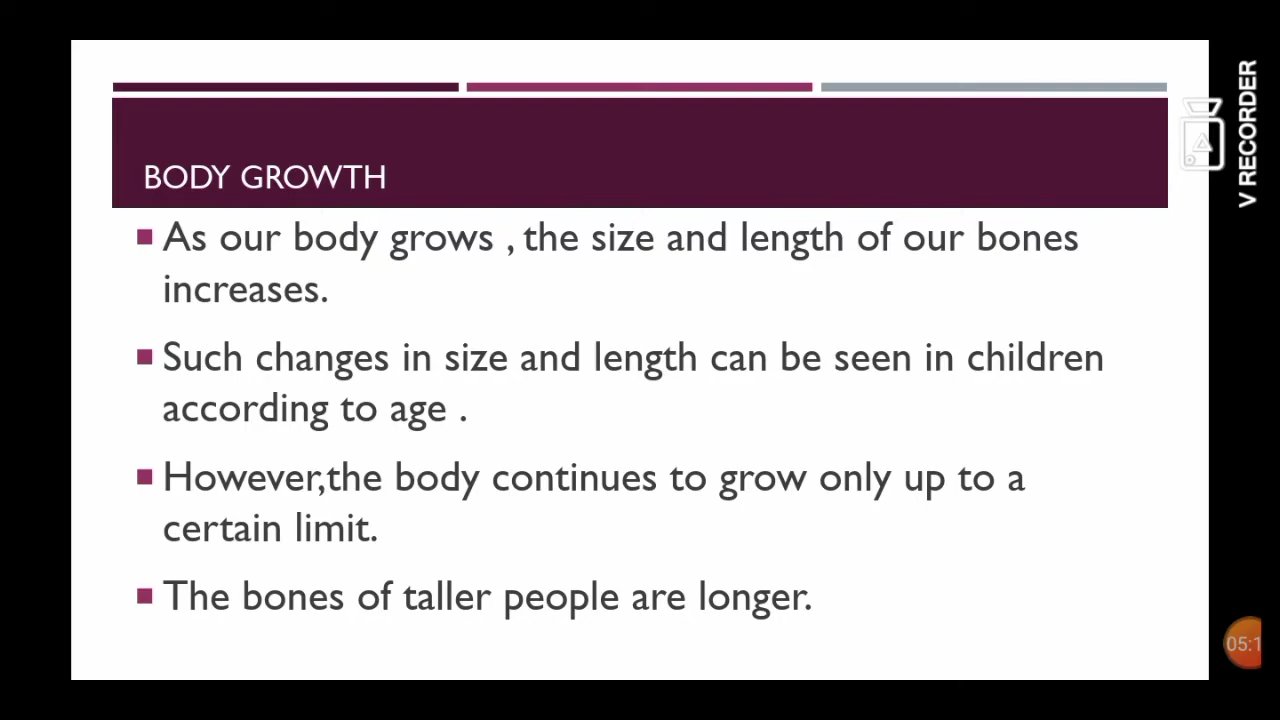 BODY GROWTH
As our body grows , the size and length of our bones
increases.
Such changes in size and length can be seen in children
according to age .
However,the body continues to grow only up to a
certain limit.
The bones of taller people are longer.
V RECORDER
05:1